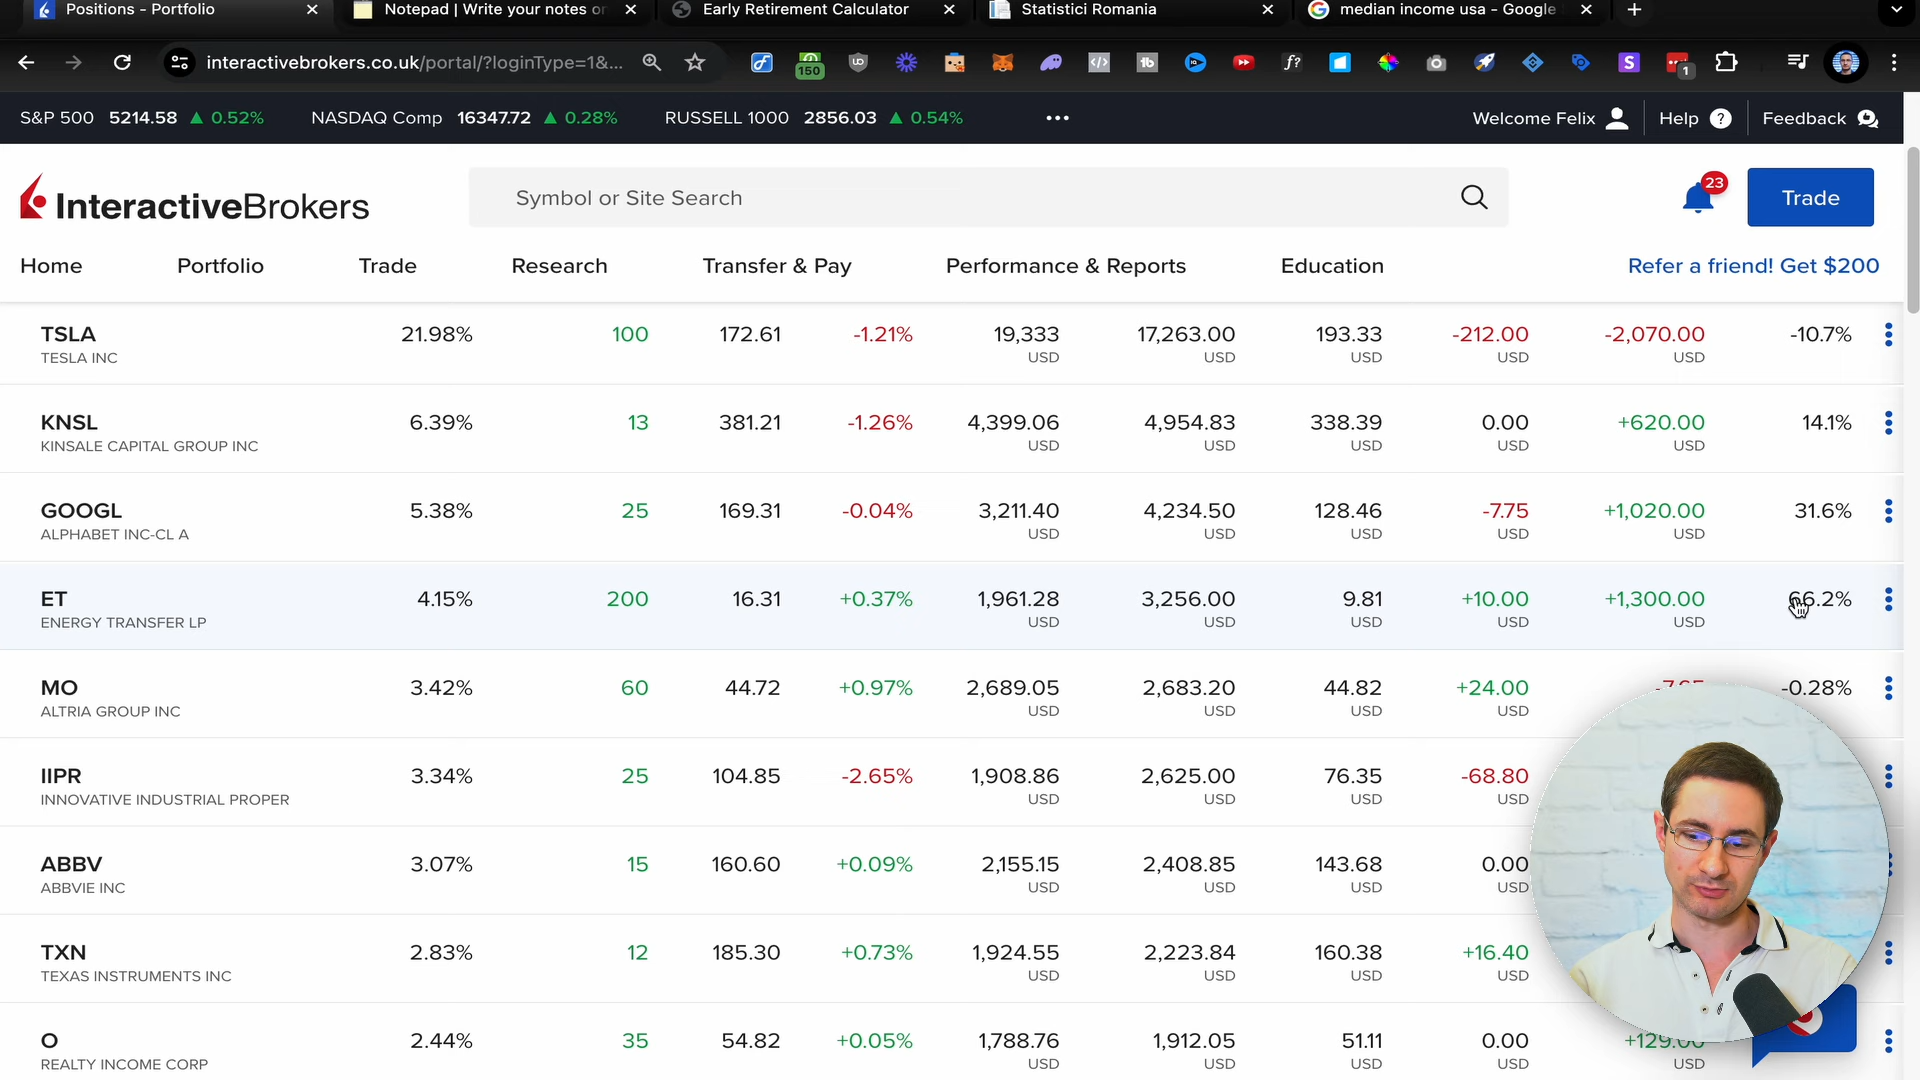 Positions - Portfolio Notepad | Write your notes or Early Retirement Calculator Statistici Romania median income usa - Google
interactivebrokers.co.uk/portal/?loginType=1&... 150 1
S&P 500 5214.58 ▲ 0.52% NASDAQ Comp 16347.72 ▲ 0.28% RUSSELL 1000 2856.03 ▲ 0.54% ••• Welcome Felix Help ? Feedback
InteractiveBrokers Symbol or Site Search 23 Trade
Home Portfolio Trade Research Transfer & Pay Performance & Reports Education Refer a friend! Get $200
TSLA 21.98% 100 172.61 -1.21% 19,333 17,263.00 193.33 -212.00 -2,070.00 -10.7%
TESLA INC USD USD USD USD USD
KNSL 6.39% 13 381.21 -1.26% 4,399.06 4,954.83 338.39 0.00 +620.00 14.1%
KINSALE CAPITAL GROUP INC USD USD USD USD USD
GOOGL 5.38% 25 169.31 -0.04% 3,211.40 4,234.50 128.46 -7.75 +1,020.00 31.6%
ALPHABET INC-CL A USD USD USD USD USD
ET 4.15% 200 16.31 +0.37% 1,961.28 3,256.00 9.81 +10.00 +1,300.00 66.2%
ENERGY TRANSFER LP USD USD USD USD USD
MO 3.42% 60 44.72 +0.97% 2,689.05 2,683.20 44.82 +24.00 -0.28%
ALTRIA GROUP INC USD USD USD USD
IIPR 3.34% 25 104.85 -2.65% 1,908.86 2,625.00 76.35 -68.80
INNOVATIVE INDUSTRIAL PROPER USD USD USD USD
ABBV 3.07% 15 160.60 +0.09% 2,155.15 2,408.85 143.68 0.00
ABBVIE INC USD USD USD USD
TXN 2.83% 12 185.30 +0.73% 1,924.55 2,223.84 160.38 +16.40
TEXAS INSTRUMENTS INC USD USD USD USD
O 2.44% 35 54.82 +0.05% 1,788.76 1,912.05 51.11 0.00
REALTY INCOME CORP USD USD USD USD USD